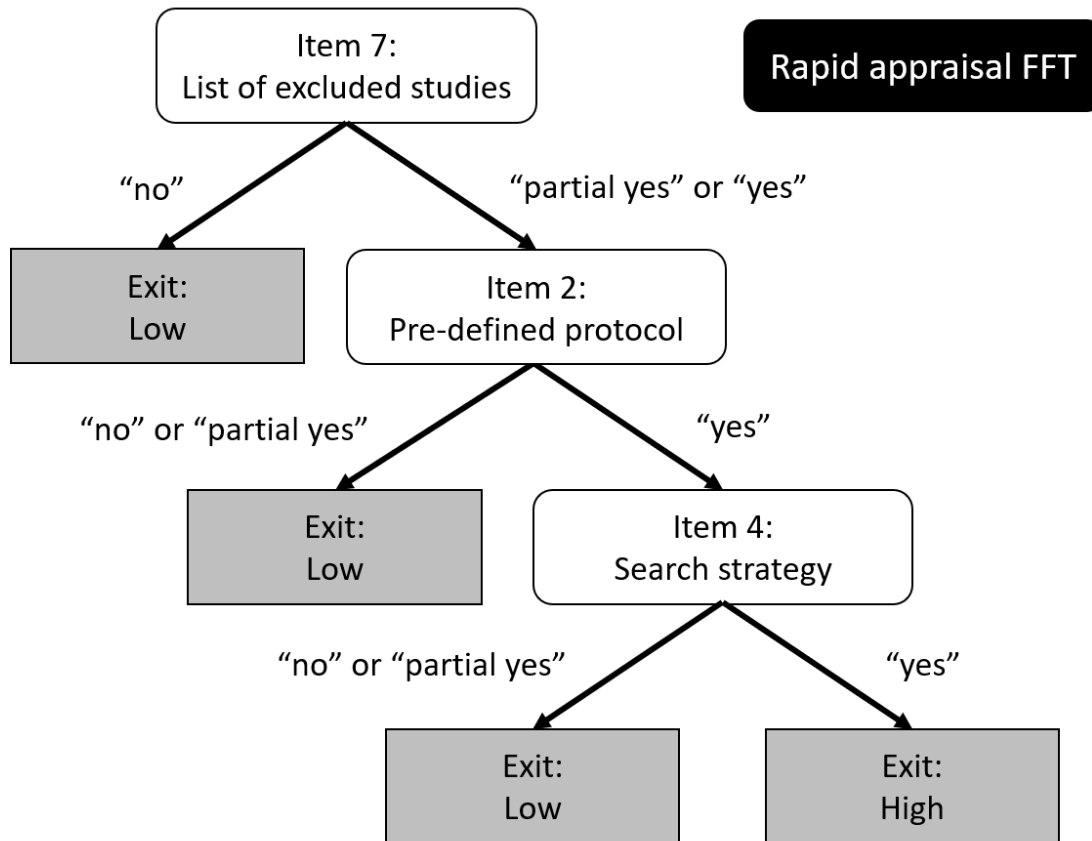 Item 7:
List of excluded studies
Rapid appraisal FFT
“no”
“partial yes” or “yes”
Exit:
Low
Item 2:
Pre-defined protocol
“no” or “partial yes”
“yes”
Exit:
Low
Item 4:
Search strategy
“no” or “partial yes”
“yes”
Exit:
Low
Exit:
High